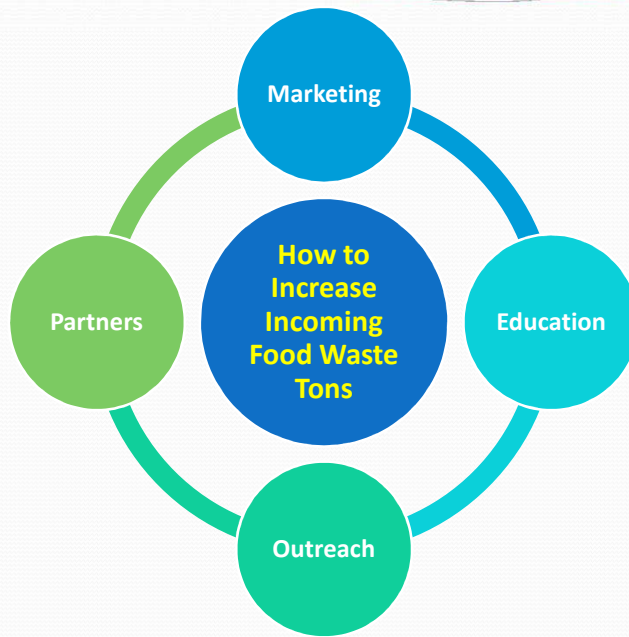 Marketing
How to
Increase
Incoming
Food Waste
Tons
Partners
Education
Outreach